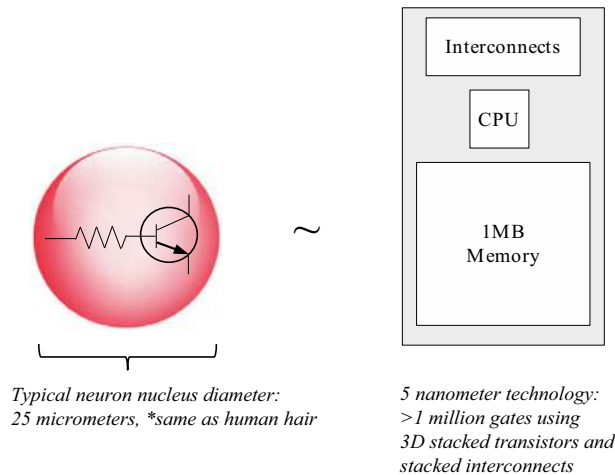 Interconnects
CPU
1MB
Memory
~
Typical neuron nucleus diameter:
25 micrometers, *same as human hair
5 nanometer technology:
>1 million gates using
3D stacked transistors and
stacked interconnects